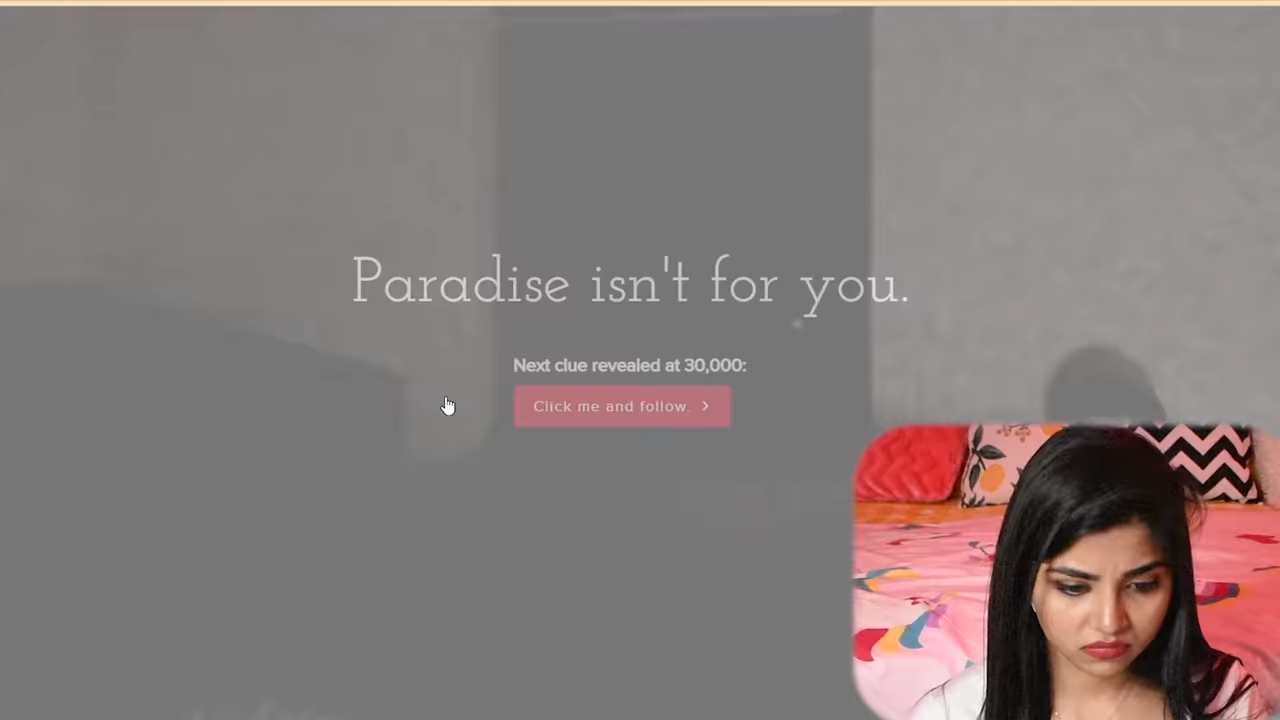 Paradise isn't for you.
Next clue revealed at 30,000:
Click me and follow. >